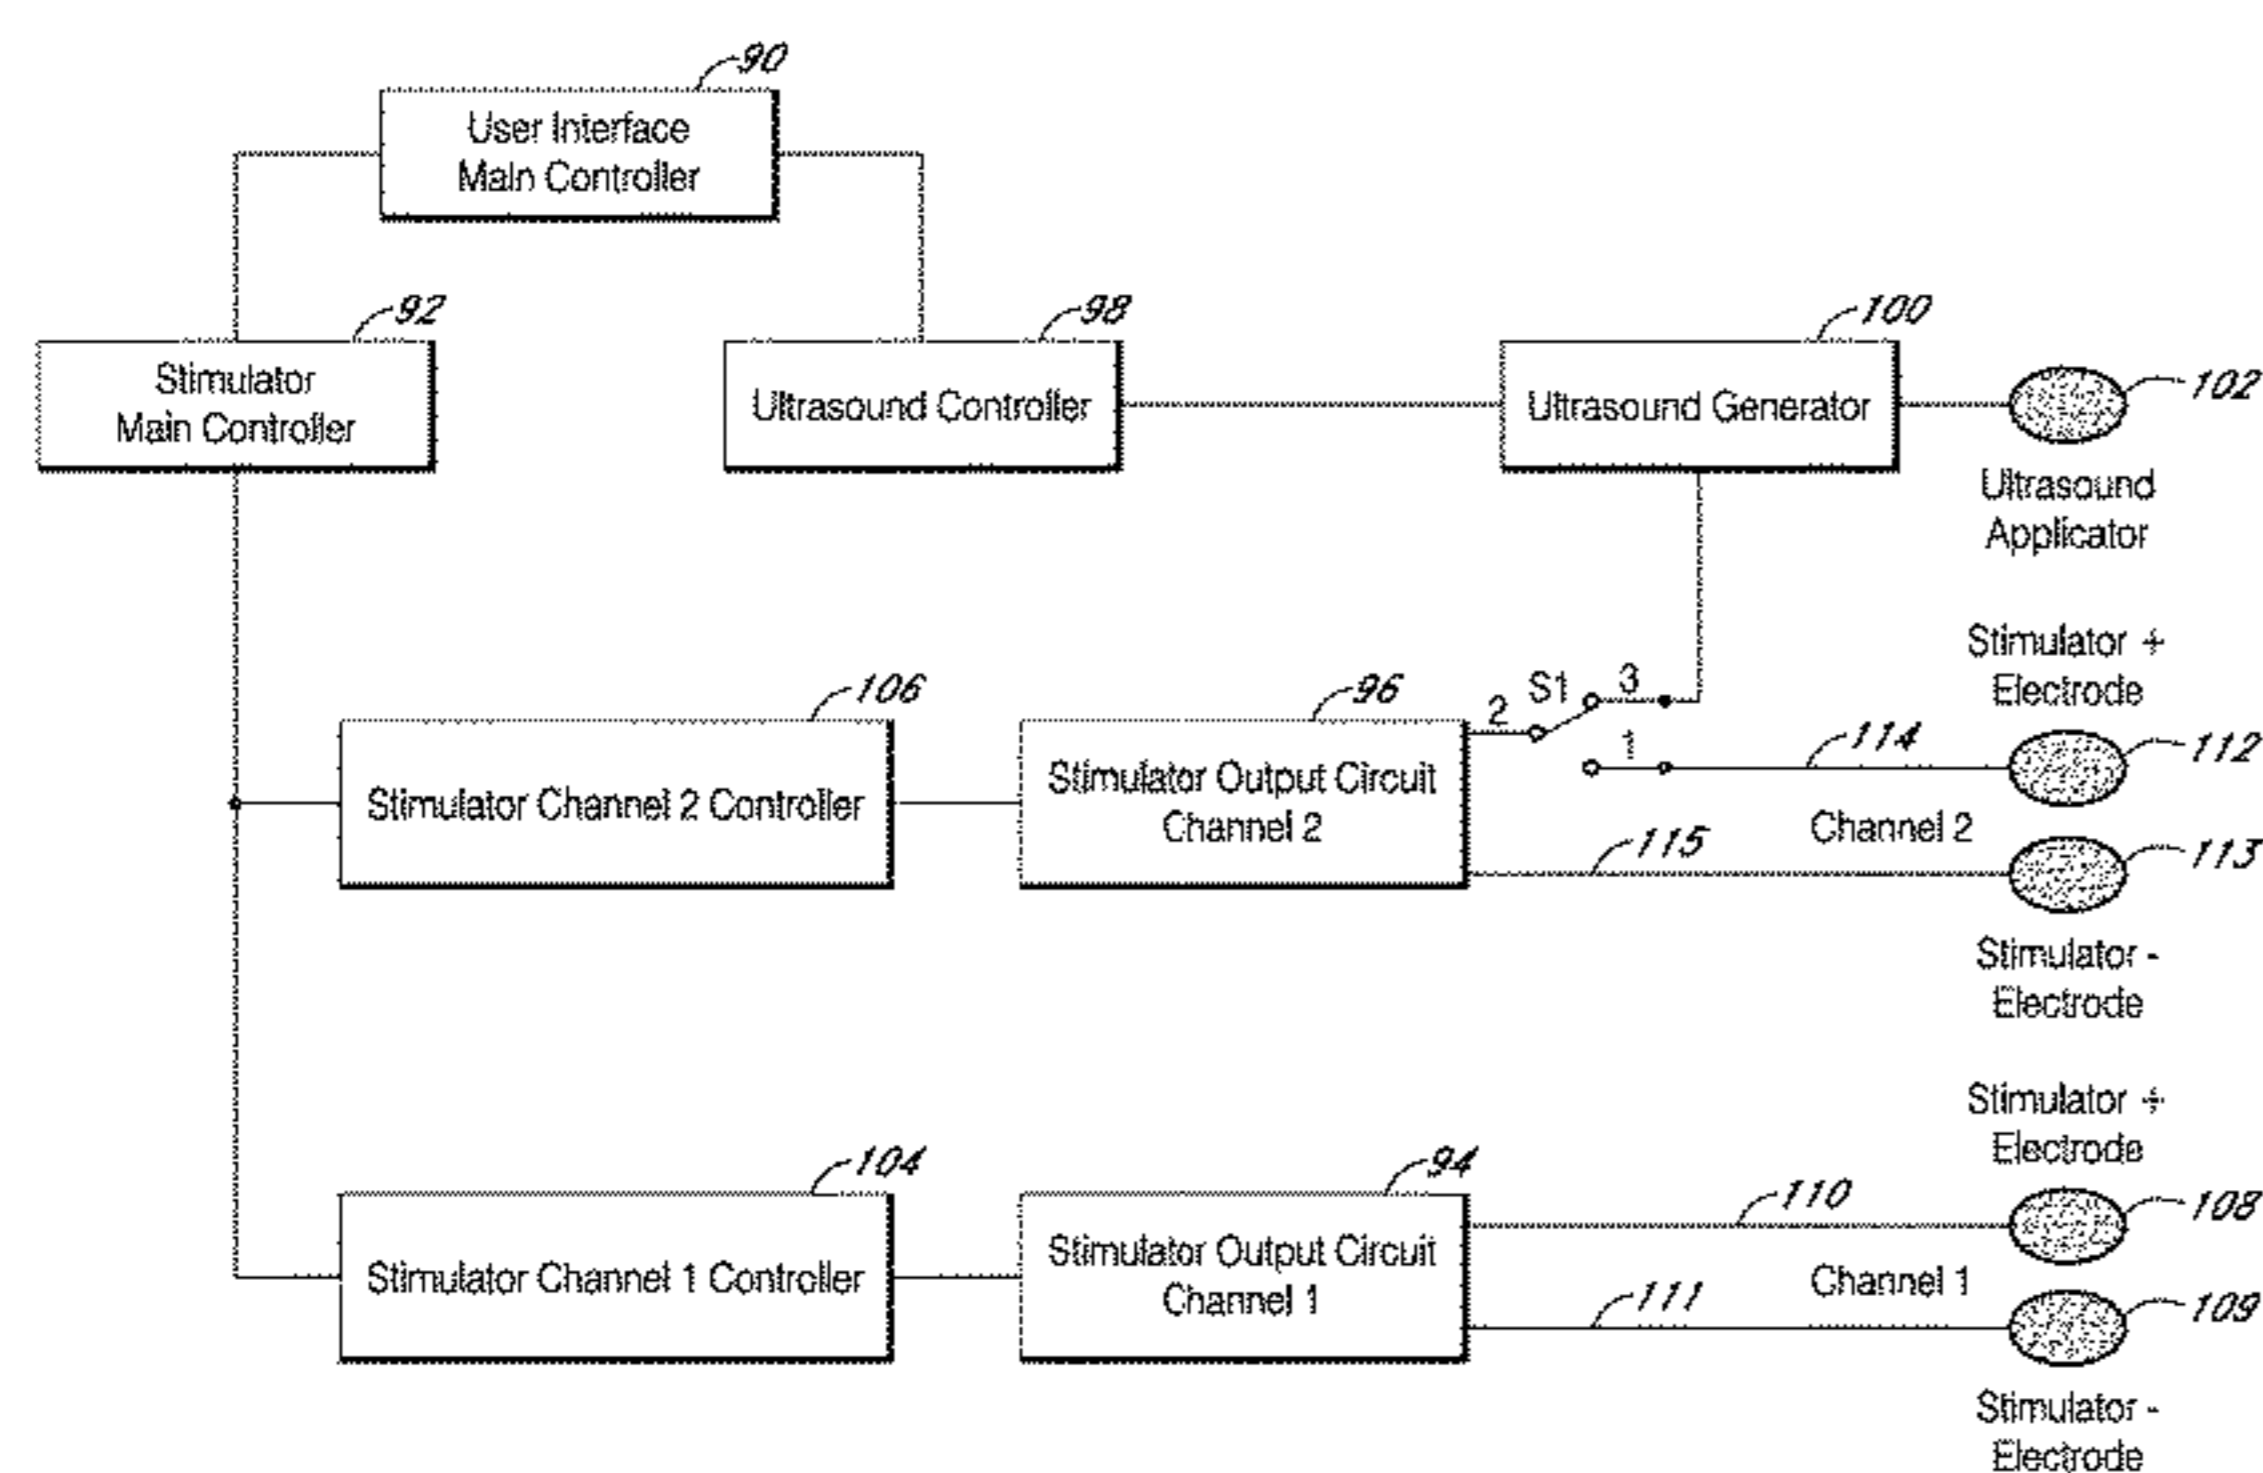 90
User Interface
Main Controller
92
98
100
Stimulator
Main Controller
Ultrasound Controller
Ultrasound Generator
102
Ultrasound
Applicator
Stimulator +
Electrode
106
96
2
S1
3
1
114
112
Stimulator Channel 2 Controller
Stimulator Output Circuit
Channel 2
115
Channel 2
113
Stimulator -
Electrode
Stimulator +
Electrode
104
94
110
108
Stimulator Channel 1 Controller
Stimulator Output Circuit
Channel 1
111
Channel 1
109
Stimulator -
Electrode